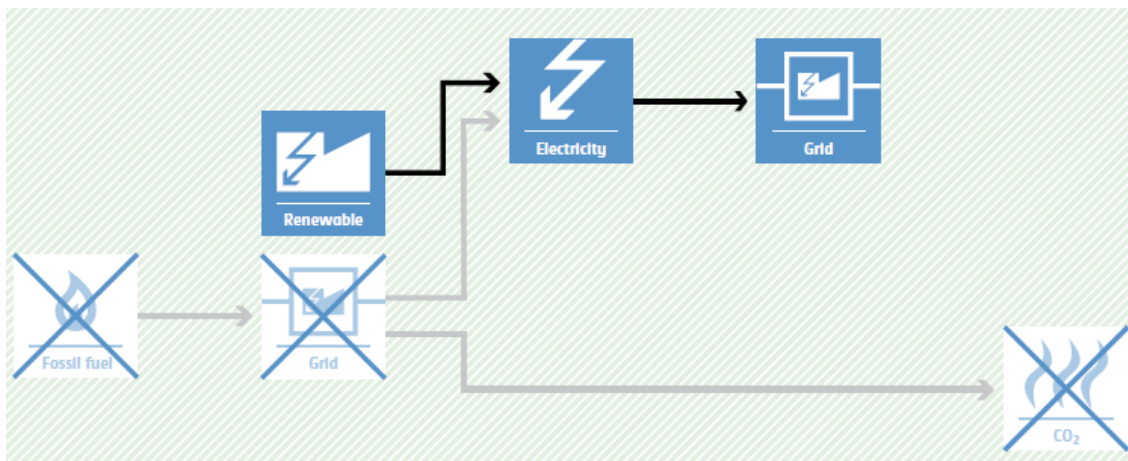 Electricity
Grid
Renewable
Fossil fuel
Grid
CO₂